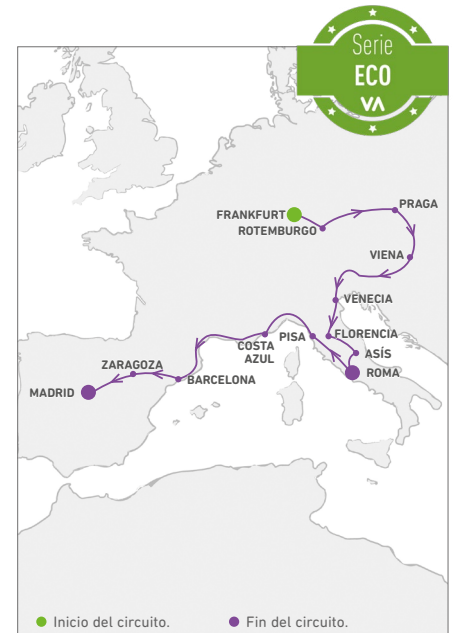 Serie
ECO
VA
PRAGA
FRANKFURT
ROTEMBURGO
VIENA
VENECIA
FLORENCIA
PISA
COSTA
AZUL
ASÍS
ZARAGOZA
ROMA
BARCELONA
MADRID
Inicio del circuito.
Fin del circuito.